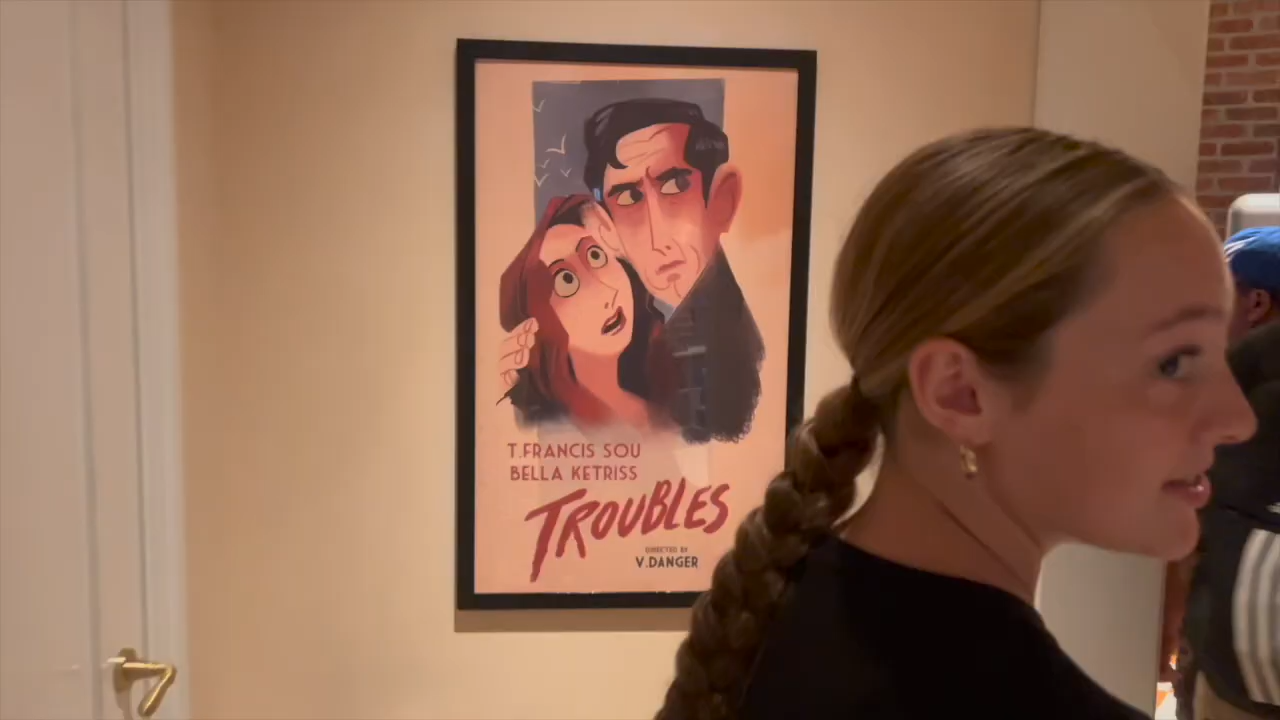 T.FRANCIS SOU
BELLA KETRISS
TROUBLES
DIRECTED BY
V.DANGER